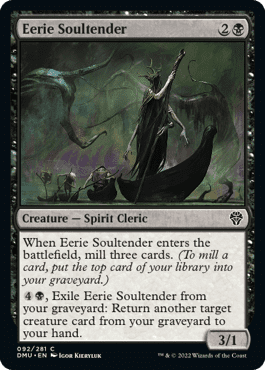 Eerie Soultender 2
Creature — Spirit Cleric
When Eerie Soultender enters the
battlefield, mill three cards. (To mill a
card, put the top card of your library into
your graveyard.)
4, Exile Eerie Soultender from
your graveyard: Return another target
creature card from your graveyard to
your hand.
3/1
092/281 C
DMU • EN Igor Kieryluk ™ & © 2022 Wizards of the Coast